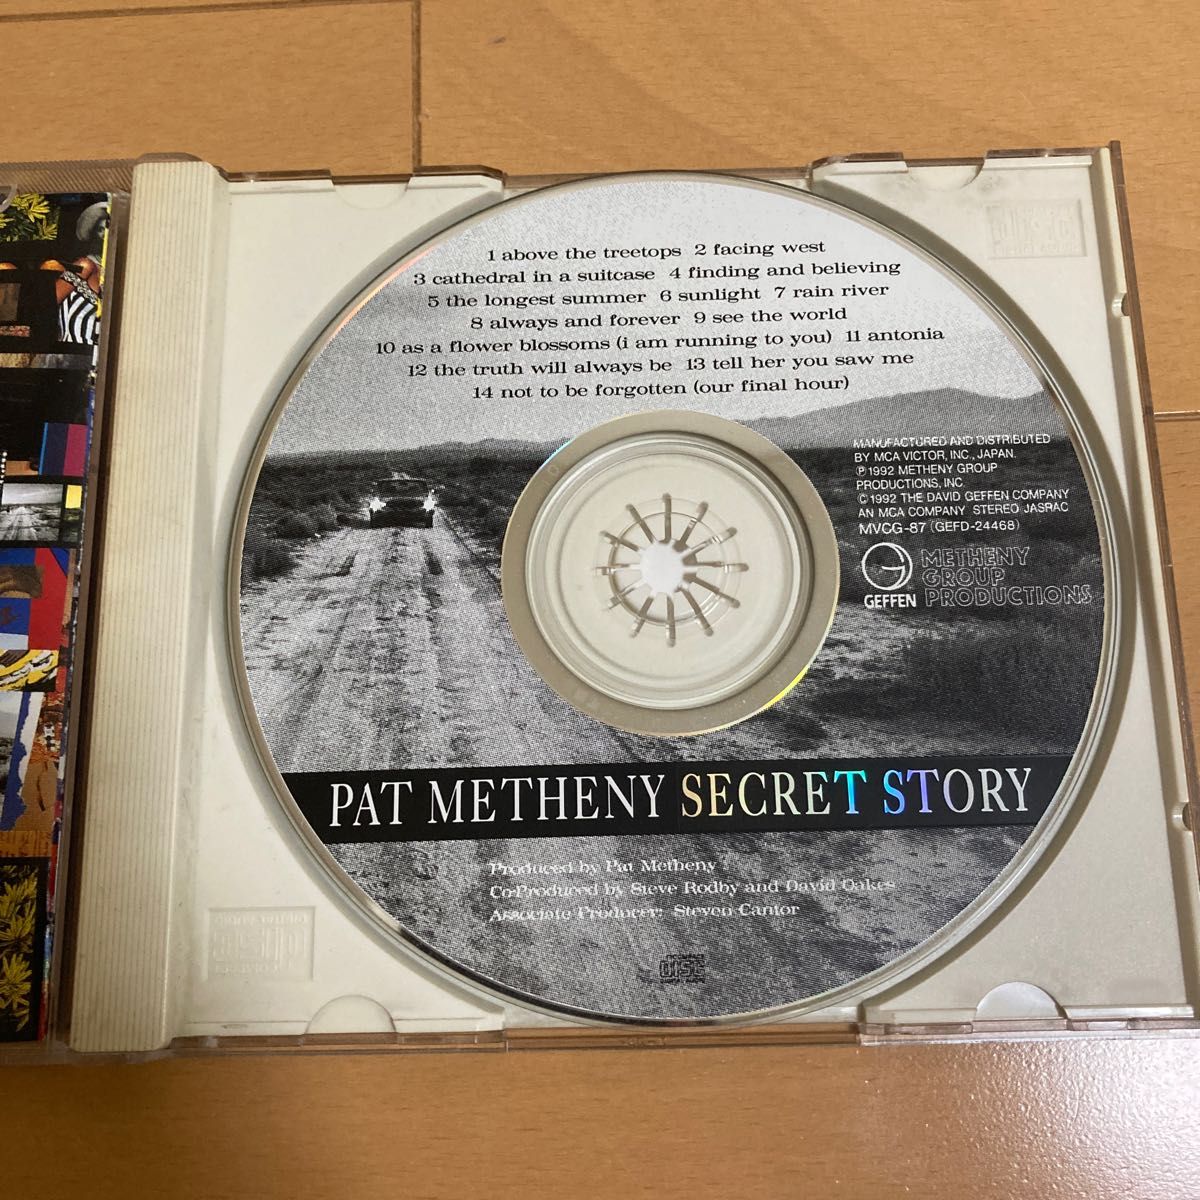 1 above the treetops 2 facing west
3 cathedral in a suitcase 4 finding and believing
5 the longest summer 6 sunlight 7 rain river
8 always and forever 9 see the world
10 as a flower blossoms (i am running to you) 11 antonia
12 the truth will always be 13 tell her you saw me
14 not to be forgotten (our final hour)
MANUFACTURED AND DISTRIBUTED
BY MCA VICTOR, INC., JAPAN.
Ⓟ1992 METHENY GROUP
PRODUCTIONS, INC
©1992 THE DAVID GEFFEN COMPANY
AN MCA COMPANY STEREO JASRAC
MVCG-87 (GEFD-24468)
GEFFEN
METHENY
GROUP
PRODUCTIONS
PAT METHENY SECRET STORY
Produced by Pat Metheny
Co-Produced by Steve Rodby and David Oakes
Associate Producer: Steven Cantor
DISC